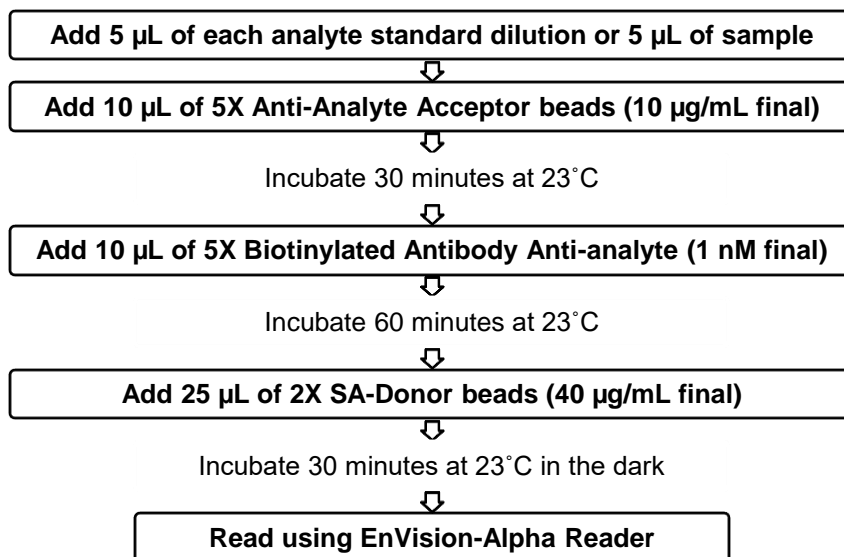 Add 5 µL of each analyte standard dilution or 5 µL of sample
Add 10 µL of 5X Anti-Analyte Acceptor beads (10 µg/mL final)
Incubate 30 minutes at 23˚C
Add 10 µL of 5X Biotinylated Antibody Anti-analyte (1 nM final)
Incubate 60 minutes at 23˚C
Add 25 µL of 2X SA-Donor beads (40 µg/mL final)
Incubate 30 minutes at 23˚C in the dark
Read using EnVision-Alpha Reader